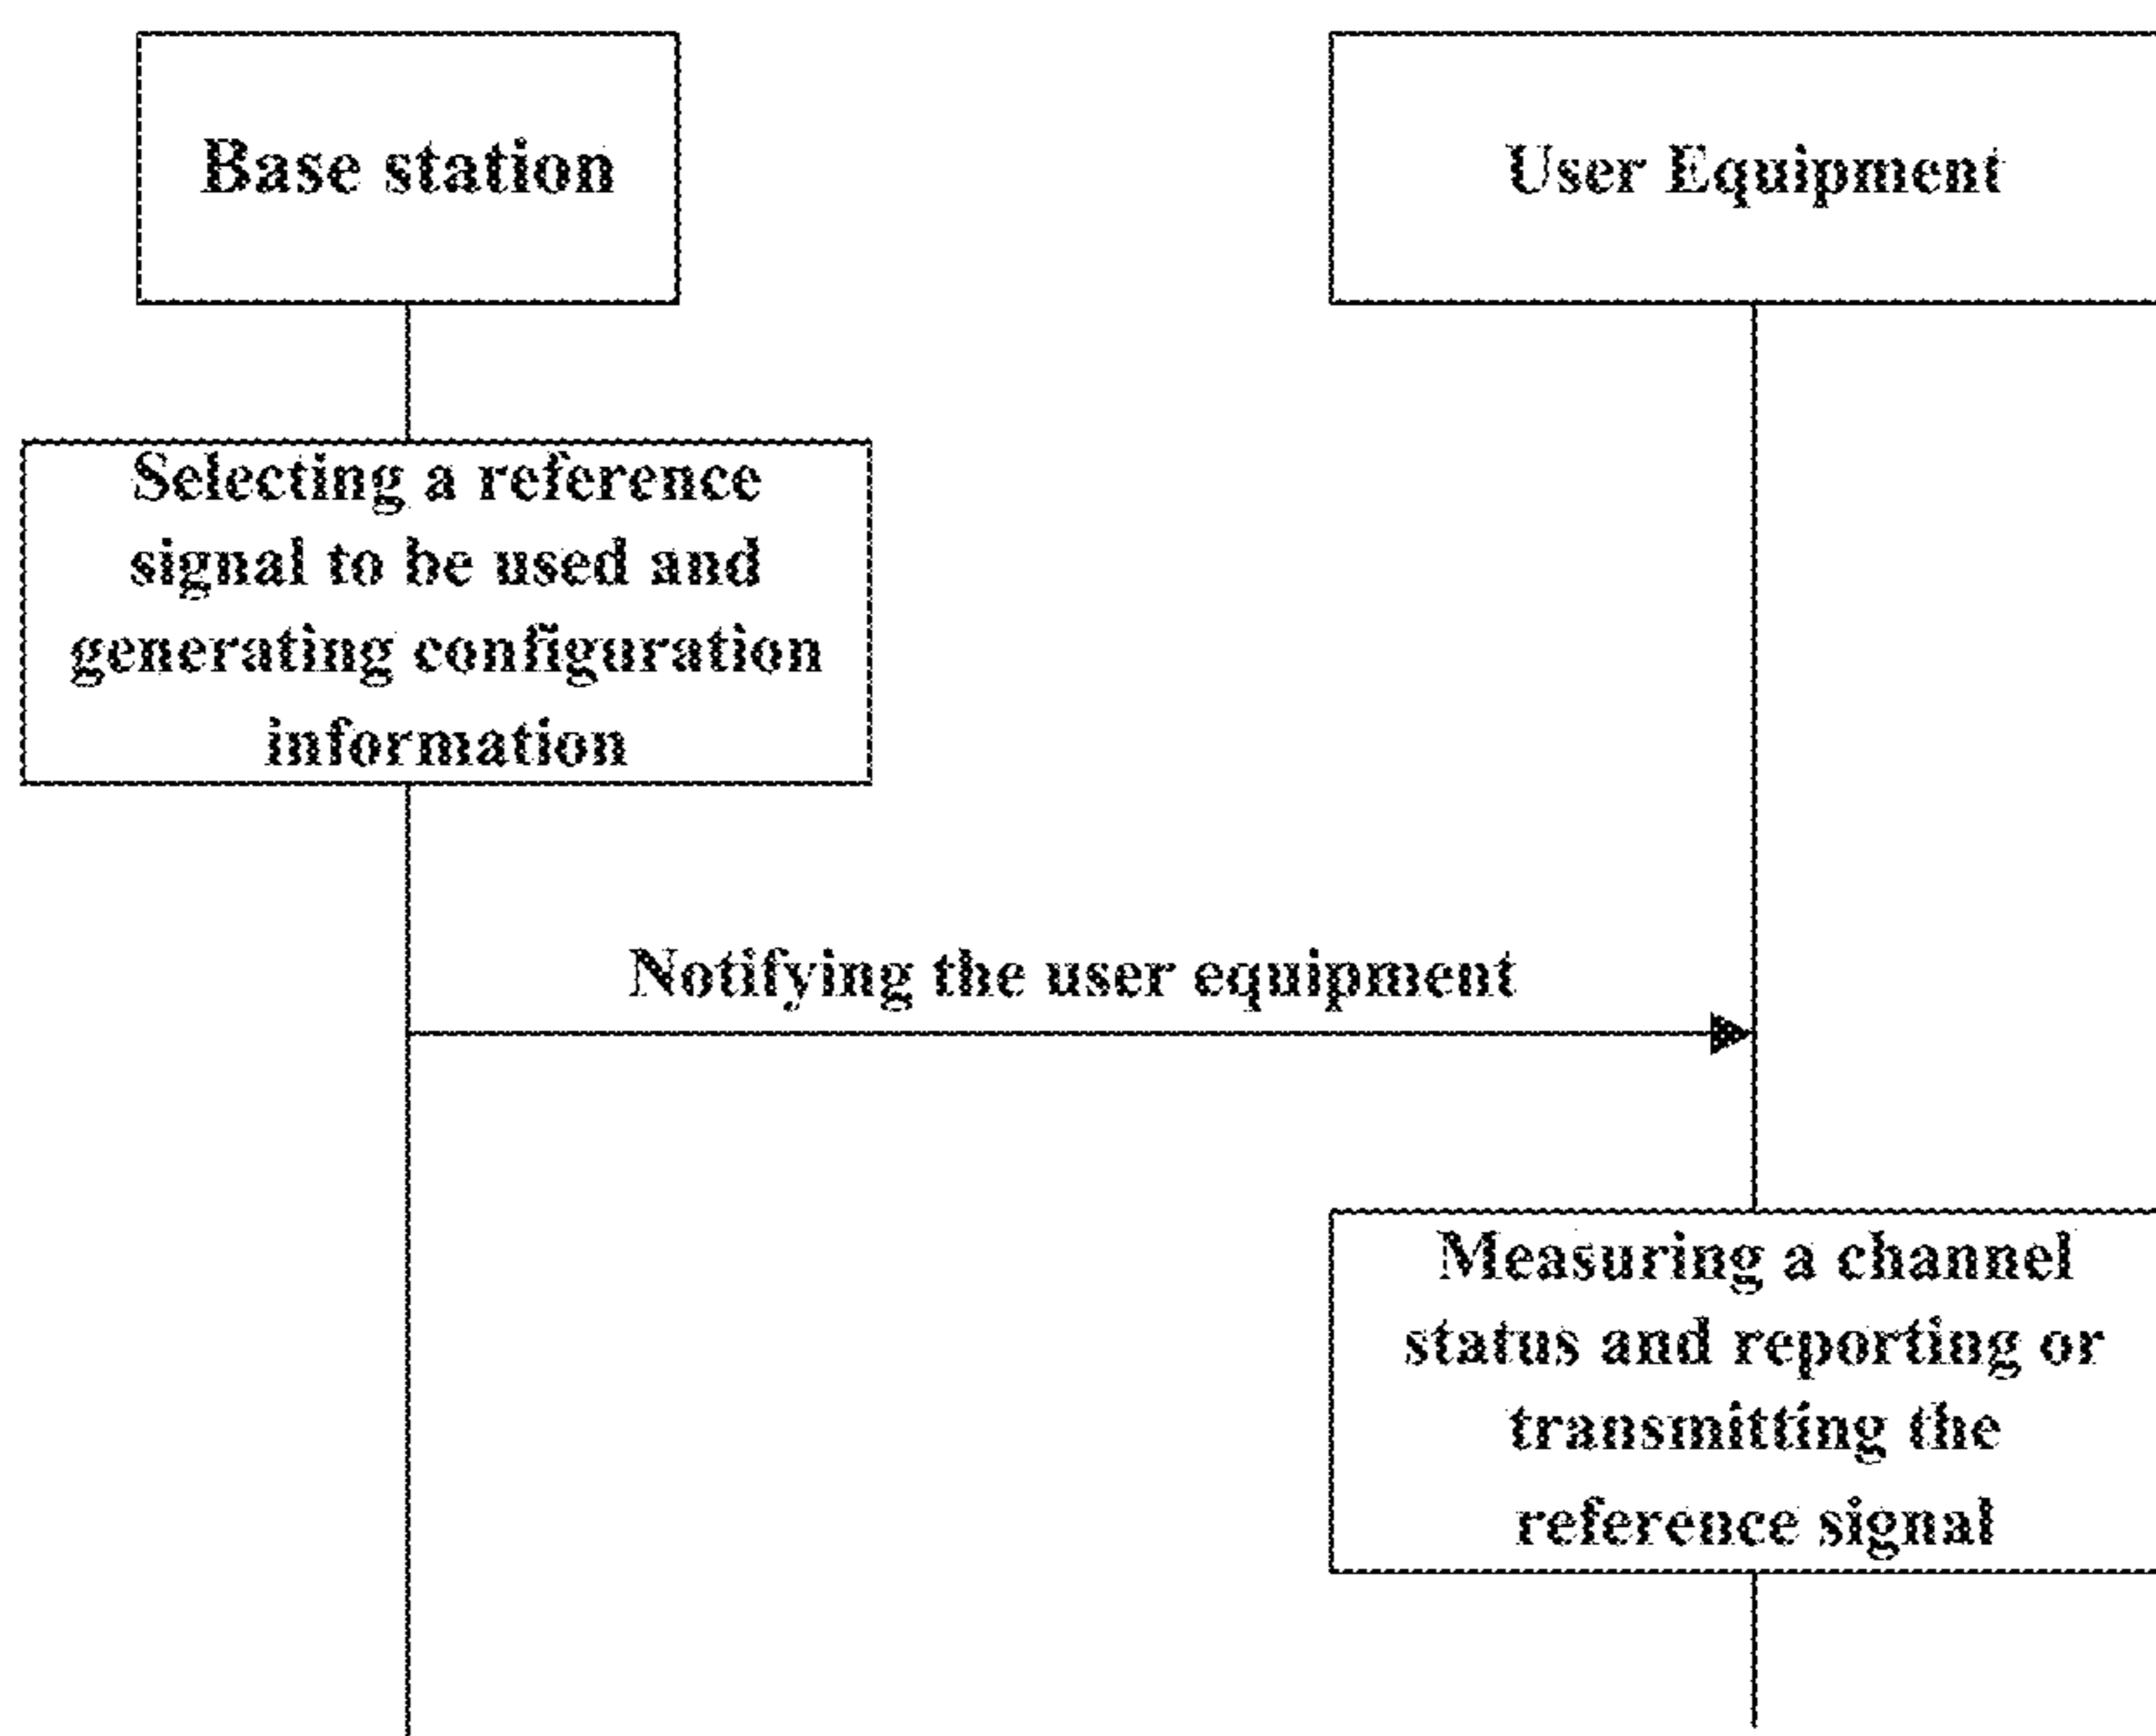 Base station
User Equipment
Selecting a reference
signal to be used and
generating configuration
information
Notifying the user equipment
Measuring a channel
status and reporting or
transmitting the
reference signal